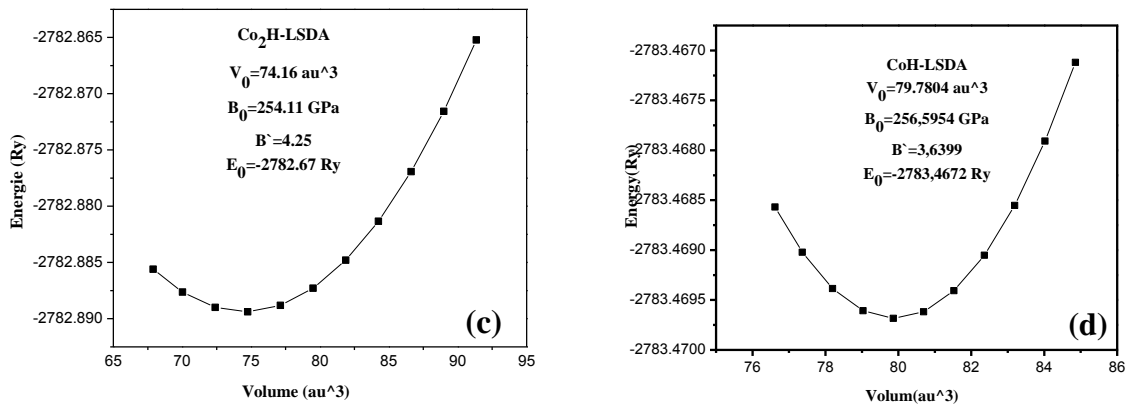 Co2H-LSDA
V0=74.16 au^3
B0=254.11 GPa
B`=4.25
E0=-2782.67 Ry
-2782.865
-2782.870
-2782.875
-2782.880
-2782.885
-2782.890
Energie (Ry)
65 70 75 80 85 90 95
Volume (au^3)
(c)
CoH-LSDA
V0=79.7804 au^3
B0=256,5954 GPa
B`=3,6399
E0=-2783,4672 Ry
-2783.4670
-2783.4675
-2783.4680
-2783.4685
-2783.4690
-2783.4695
-2783.4700
Energy(Ry)
76 78 80 82 84 86
Volum(au^3)
(d)